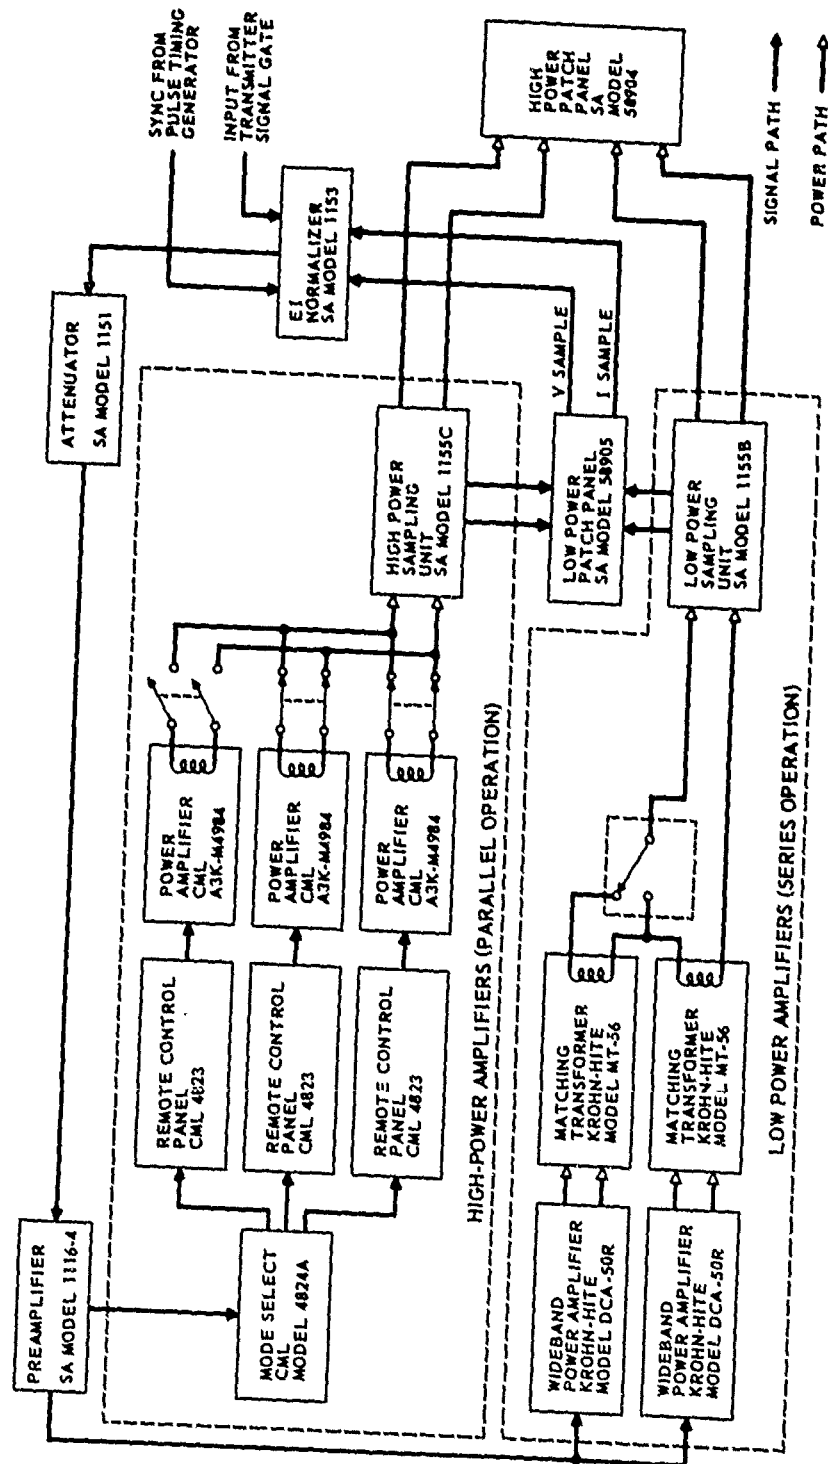 PREAMPLIFIER
SA MODEL 1116-4
ATTENUATOR
SA MODEL 1151
SYNC FROM
PULSE TIMING
GENERATOR
INPUT FROM
TRANSMITTER
SIGNAL GATE
EI
NORMALIZER
SA MODEL 1153
MODE SELECT
CML
MODEL 4824A
REMOTE CONTROL
PANEL
CML 4823
POWER
AMPLIFIER
CML
A3K-M4984
REMOTE CONTROL
PANEL
CML 4823
POWER
AMPLIFIER
CML
A3K-M4984
REMOTE CONTROL
PANEL
CML 4823
POWER
AMPLIFIER
CML
A3K-M4984
HIGH POWER
SAMPLING
UNIT
SA MODEL 1155C
HIGH-POWER AMPLIFIERS (PARALLEL OPERATION)
HIGH
POWER
PATCH
PANEL
SA
MODEL
58904
V SAMPLE
I SAMPLE
LOW POWER
PATCH PANEL
SA MODEL 58905
WIDEBAND
POWER AMPLIFIER
KROHN-HITE
MODEL DCA-50R
MATCHING
TRANSFORMER
KROHN-HITE
MODEL MT-56
WIDEBAND
POWER AMPLIFIER
KROHN-HITE
MODEL DCA-50R
MATCHING
TRANSFORMER
KROHN-HITE
MODEL MT-56
LOW POWER
SAMPLING
UNIT
SA MODEL 1155B
LOW POWER AMPLIFIERS (SERIES OPERATION)
SIGNAL PATH
POWER PATH